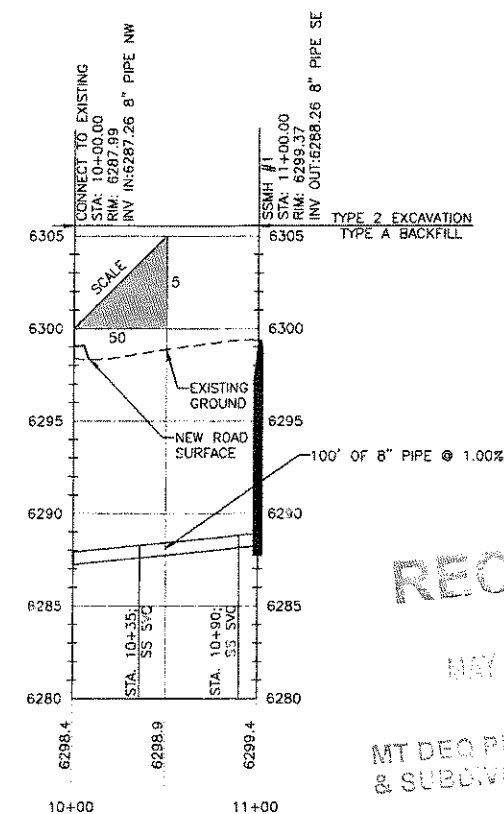 CONNECT TO EXISTING
STA: 10+00.00
RIM: 6287.99
INV IN:6287.26 8" PIPE NW
SSMH #1
STA: 11+00.00
RIM: 6299.37
INV OUT:6288.26 8" PIPE SE
TYPE 2 EXCAVATION
TYPE A BACKFILL
6305
6305
SCALE
5
50
6300
6300
EXISTING
GROUND
6295
6295
NEW ROAD
SURFACE
100' OF 8" PIPE @ 1.00%
6290
6290
6285
6285
STA. 10+35;
SS SVC
STA. 10+90;
SS SVC
6280
6280
6298.4
6298.9
6299.4
10+00
11+00
REC
MAY
MT DEQ P
& SUBDIV